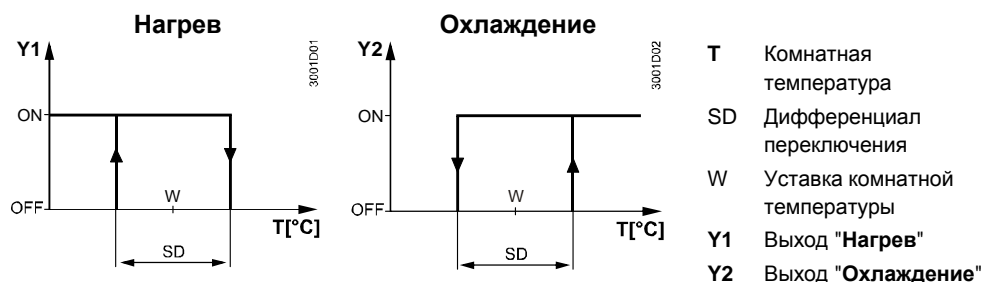 Нагрев
Y1
3001D01
ON
W
OFF
T[°C]
SD
Охлаждение
Y2
3001D02
ON
W
OFF
T[°C]
SD
T Комнатная
температура
SD Дифференциал
переключения
W Уставка комнатной
температуры
Y1 Выход "Нагрев"
Y2 Выход "Охлаждение"